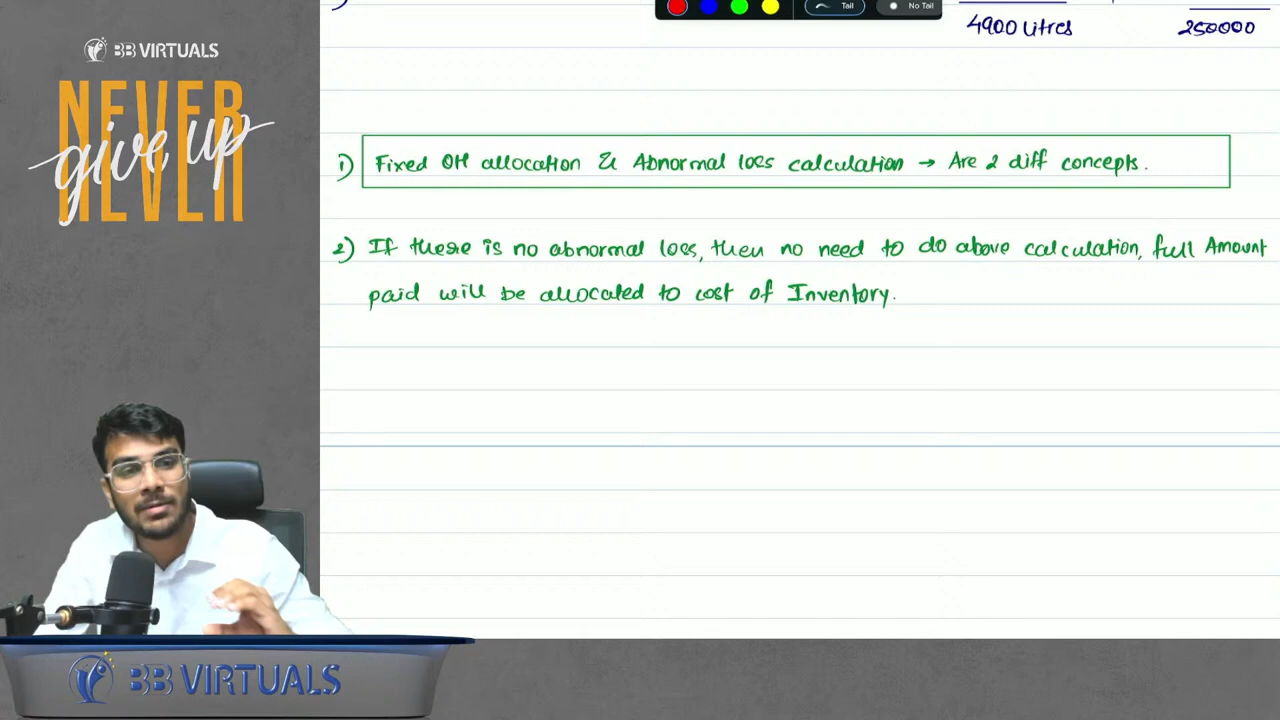 BB VIRTUALS
NEVER
give up
NEVER
Tail
No Tail
4900 Litres
250000
1) Fixed OH allocation & Abnormal loss calculation → Are 2 diff concepts.
2) If there is no abnormal loss, then no need to do above calculation, full Amount
paid will be allocated to cost of Inventory.
BB VIRTUALS